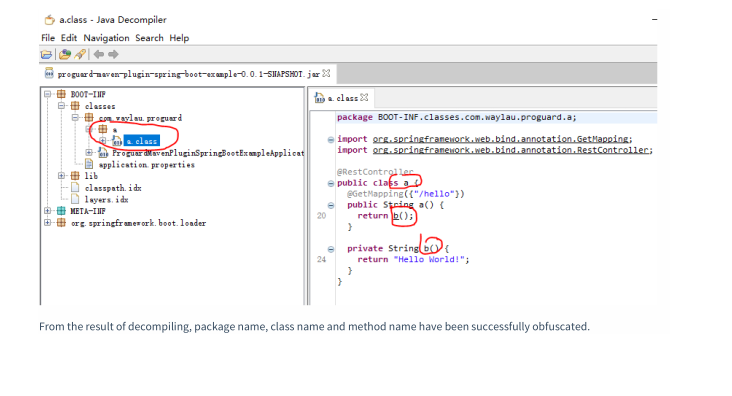 a.class - Java Decompiler
File Edit Navigation Search Help
proguard-maven-plugin-spring-boot-example-0.0.1-SNAPSHOT.jar
BOOT-INF
classes
com.waylau.proguard
a
a.class
ProguardMavenPluginSpringBootExampleApplicat
application.properties
lib
classpath.idx
layers.idx
META-INF
org.springframework.boot.loader
a.class
package BOOT-INF.classes.com.waylau.proguard.a;
import org.springframework.web.bind.annotation.GetMapping;
import org.springframework.web.bind.annotation.RestController;
@RestController
public class a {
@GetMapping({"/hello"})
public String a() {
20 return b();
}
private String b() {
24 return "Hello World!";
}
}
From the result of decompiling, package name, class name and method name have been successfully obfuscated.